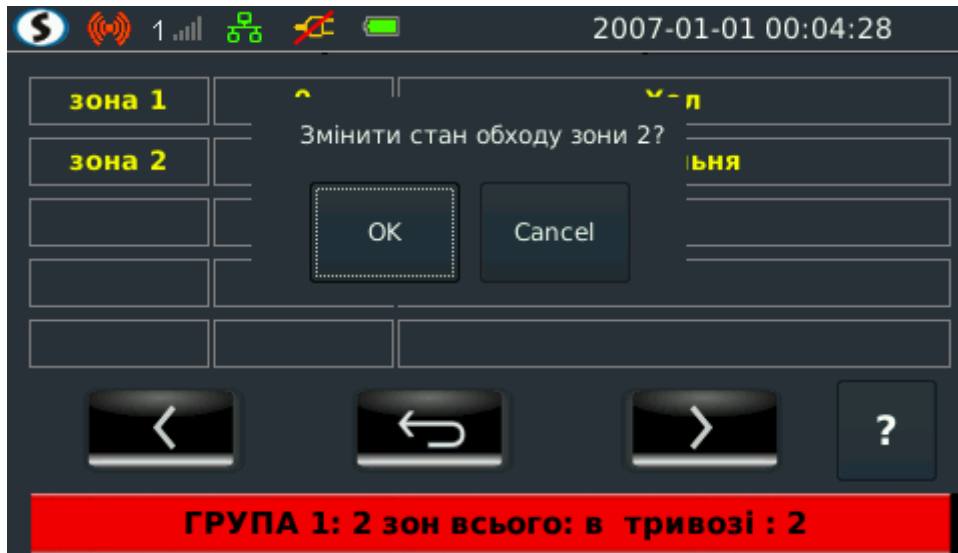 S 1 2007-01-01 00:04:28
зона 1
Змінити стан обходу зони 2?
зона 2
OK Cancel
?
ГРУПА 1: 2 зон всього: в тривозі : 2